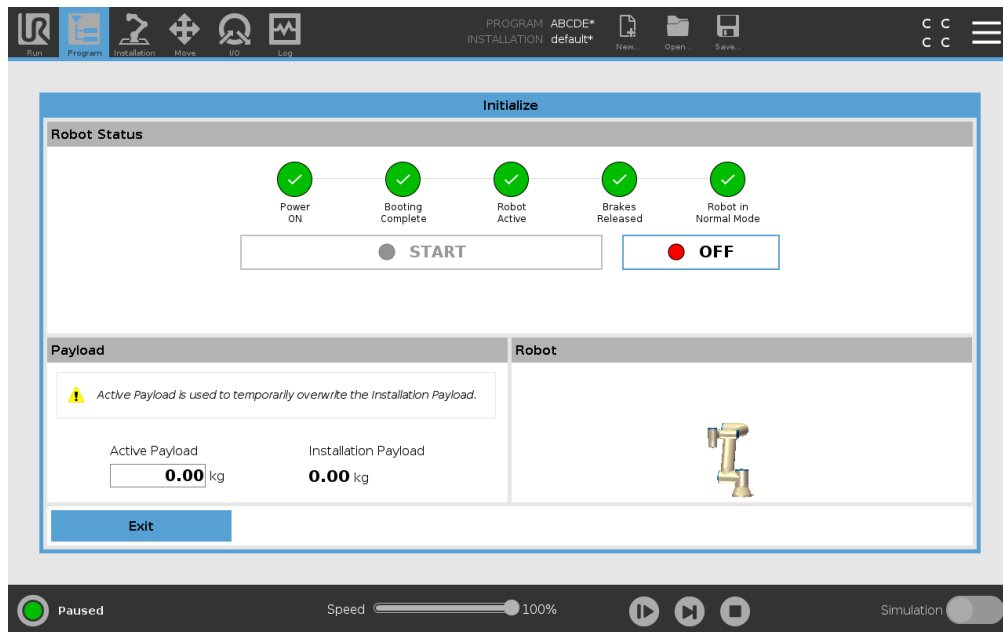 PROGRAM ABCDE*
INSTALLATION default*
UR
Run
Program
Installation
Move
I/O
Log
New...
Open...
Save...
C C
C C
Initialize
Robot Status
Power
ON
Booting
Complete
Robot
Active
Brakes
Released
Robot in
Normal Mode
START
OFF
Payload
Robot
Active Payload is used to temporarily overwrite the Installation Payload.
Active Payload
Installation Payload
0.00 kg
0.00 kg
Exit
Paused
Speed
100%
Simulation